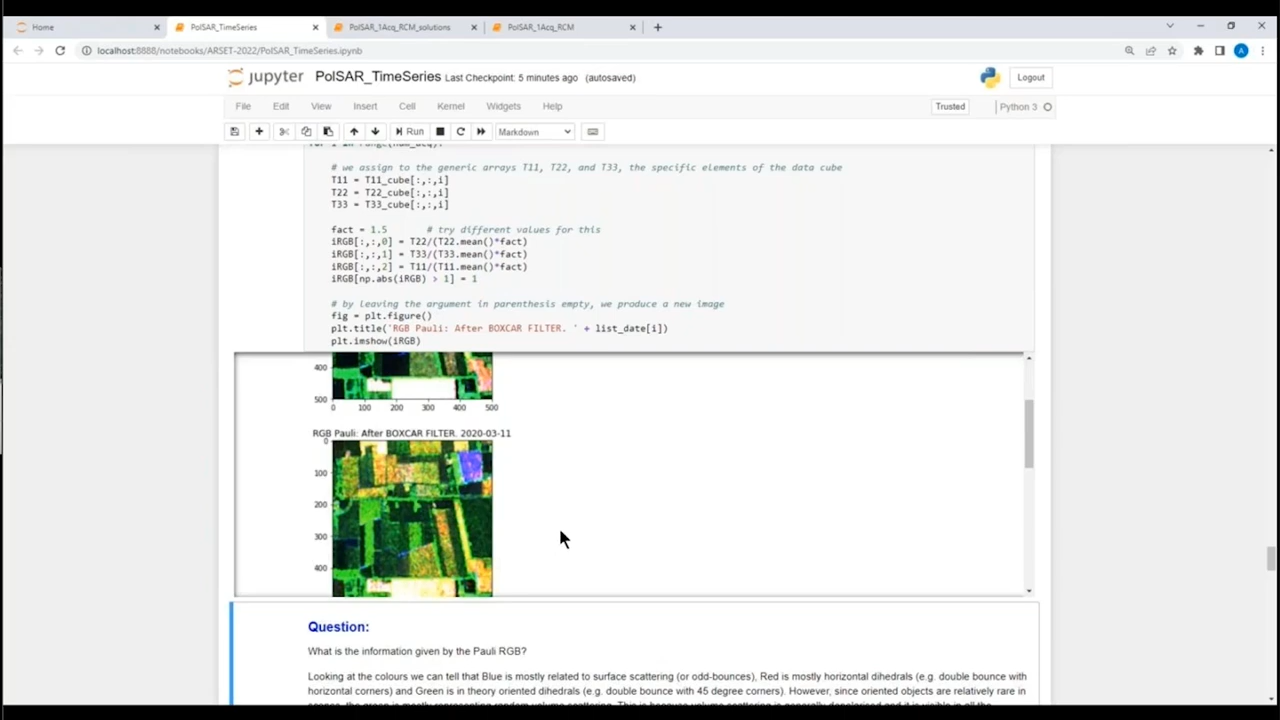 Home
PolSAR_TimeSeries
PolSAR_1Acq_RCM_solutions
PolSAR_1Acq_RCM
localhost:8888/notebooks/ARSET-2022/PolSAR_TimeSeries.ipynb
A
jupyter PolSAR_TimeSeries Last Checkpoint: 5 minutes ago (autosaved)
Logout
File Edit View Insert Cell Kernel Widgets Help
Trusted
Python 3
Run
Markdown
# we assign to the generic arrays T11, T22, and T33, the specific elements of the data cube
T11 = T11_cube[:,:,i]
T22 = T22_cube[:,:,i]
T33 = T33_cube[:,:,i]
fact = 1.5 # try different values for this
iRGB[:,:,0] = T22/(T22.mean()*fact)
iRGB[:,:,1] = T33/(T33.mean()*fact)
iRGB[:,:,2] = T11/(T11.mean()*fact)
iRGB[np.abs(iRGB) > 1] = 1
# by leaving the argument in parenthesis empty, we produce a new image
fig = plt.figure()
plt.title('RGB Pauli: After BOXCAR FILTER. ' + list_date[i])
plt.imshow(iRGB)
400
500
0 100 200 300 400 500
RGB Pauli: After BOXCAR FILTER. 2020-03-11
0
100
200
300
400
Question:
What is the information given by the Pauli RGB?
Looking at the colours we can tell that Blue is mostly related to surface scattering (or odd-bounces), Red is mostly horizontal dihedrals (e.g. double bounce with
horizontal corners) and Green is in theory oriented dihedrals (e.g. double bounce with 45 degree corners). However, since oriented objects are relatively rare in